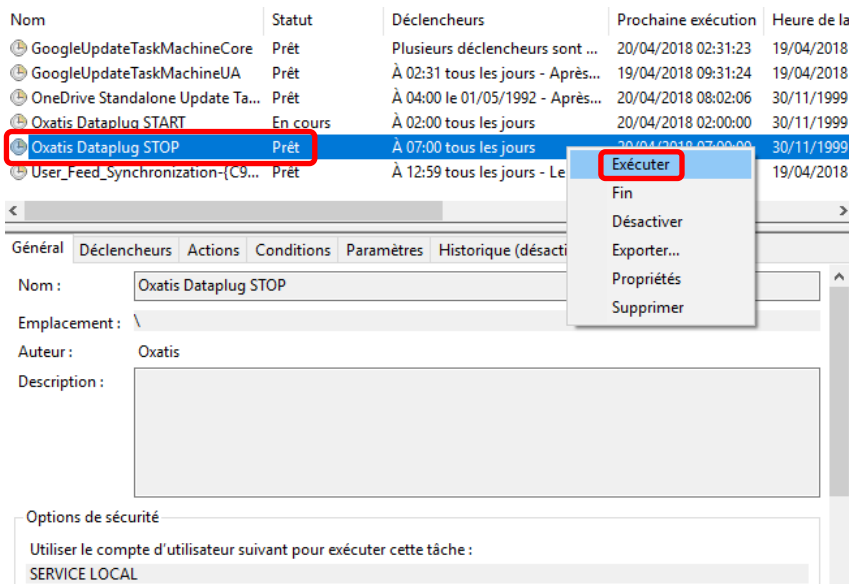 Nom Statut Déclencheurs Prochaine exécution Heure de la
GoogleUpdateTaskMachineCore Prêt Plusieurs déclencheurs sont ... 20/04/2018 02:31:23 19/04/2018
GoogleUpdateTaskMachineUA Prêt À 02:31 tous les jours - Après... 19/04/2018 09:31:24 19/04/2018
OneDrive Standalone Update Ta... Prêt À 04:00 le 01/05/1992 - Après... 20/04/2018 08:02:06 30/11/1999
Oxatis Dataplug START En cours À 02:00 tous les jours 20/04/2018 02:00:00 30/11/1999
Oxatis Dataplug STOP Prêt À 07:00 tous les jours 20/04/2018 07:00:00 30/11/1999
User_Feed_Synchronization-{C9... Prêt À 12:59 tous les jours - Le 19/04/2018
Exécuter
Fin
Désactiver
Exporter...
Propriétés
Supprimer
Général Déclencheurs Actions Conditions Paramètres Historique (désacti
Nom : Oxatis Dataplug STOP
Emplacement : \
Auteur : Oxatis
Description :
Options de sécurité
Utiliser le compte d'utilisateur suivant pour exécuter cette tâche :
SERVICE LOCAL